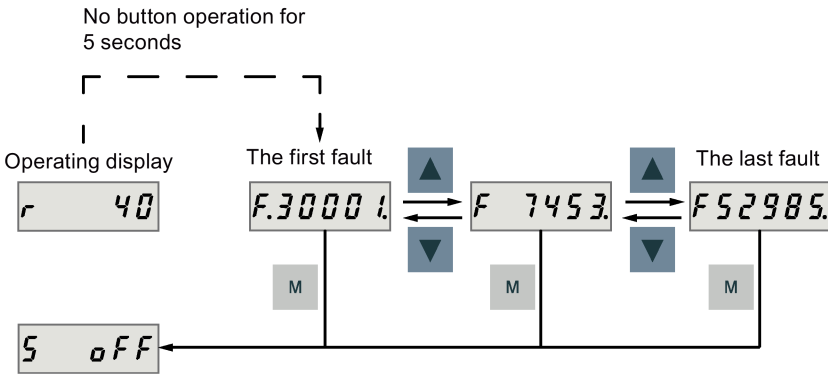 No button operation for
5 seconds
Operating display
The first fault
The last fault
r 40
F.30001.
F 7453.
F52985.
M
M
M
S oFF